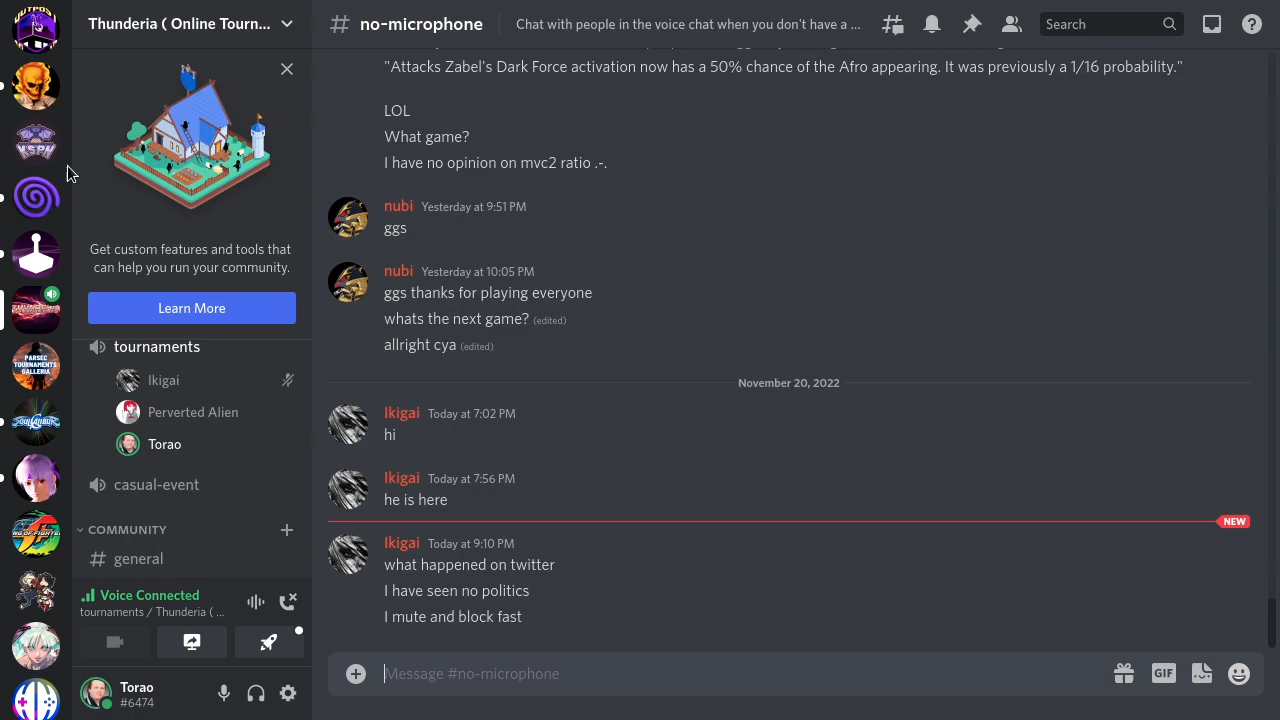 Thunderia ( Online Tourn...
no-microphone
Chat with people in the voice chat when you don't have a ...
Search
"Attacks Zabel's Dark Force activation now has a 50% chance of the Afro appearing. It was previously a 1/16 probability."
LOL
What game?
I have no opinion on mvc2 ratio .-.
Get custom features and tools that
can help you run your community.
Learn More
tournaments
Ikigai
Perverted Alien
Torao
casual-event
COMMUNITY
general
Voice Connected
tournaments / Thunderia ( ...
Torao
#6474
nubi Yesterday at 9:51 PM
ggs
nubi Yesterday at 10:05 PM
ggs thanks for playing everyone
whats the next game? (edited)
allright cya (edited)
November 20, 2022
Ikigai Today at 7:02 PM
hi
Ikigai Today at 7:56 PM
he is here
NEW
Ikigai Today at 9:10 PM
what happened on twitter
I have seen no politics
I mute and block fast
Message #no-microphone
GIF
PARSEC
TOURNAMENTS
GALLERIA